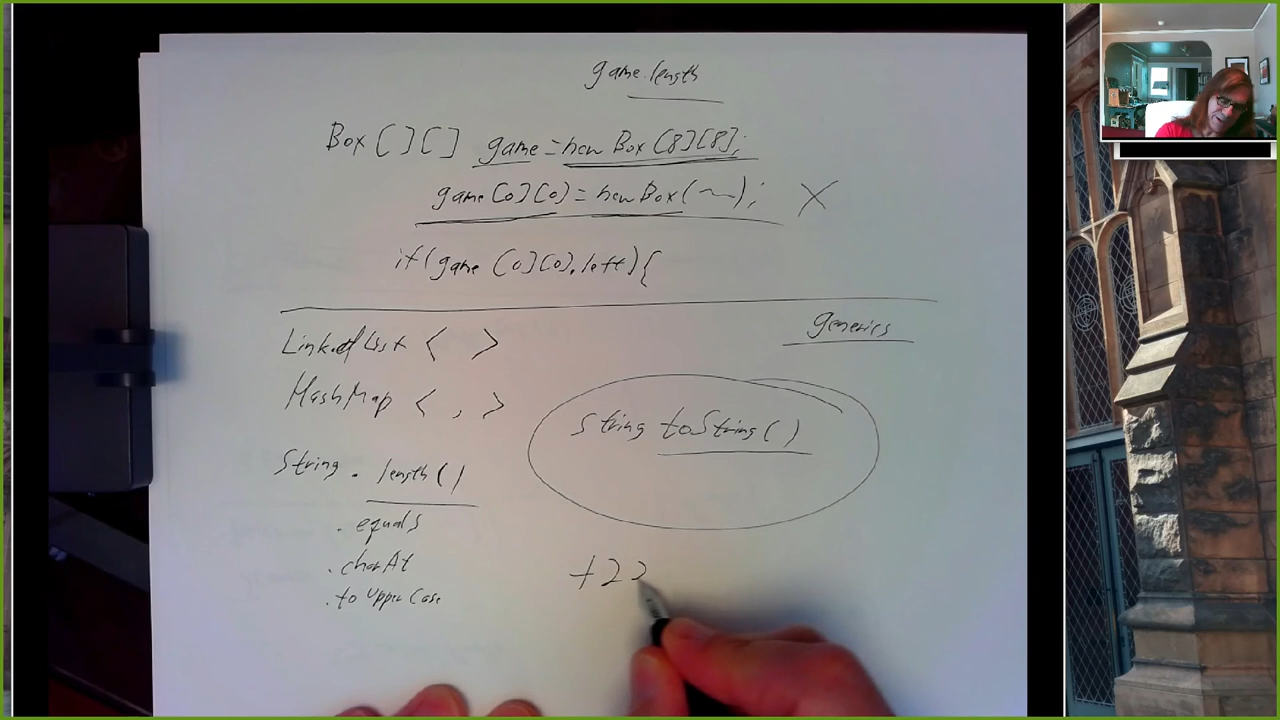 game.length
Box[][] game = new Box[8][8];
game[0][0] = new Box(~); X
if(game[0][0].left){
generics
LinkedList < >
HashMap < , >
String toString()
String . length()
. equals
. charAt
. toUpperCase
+22